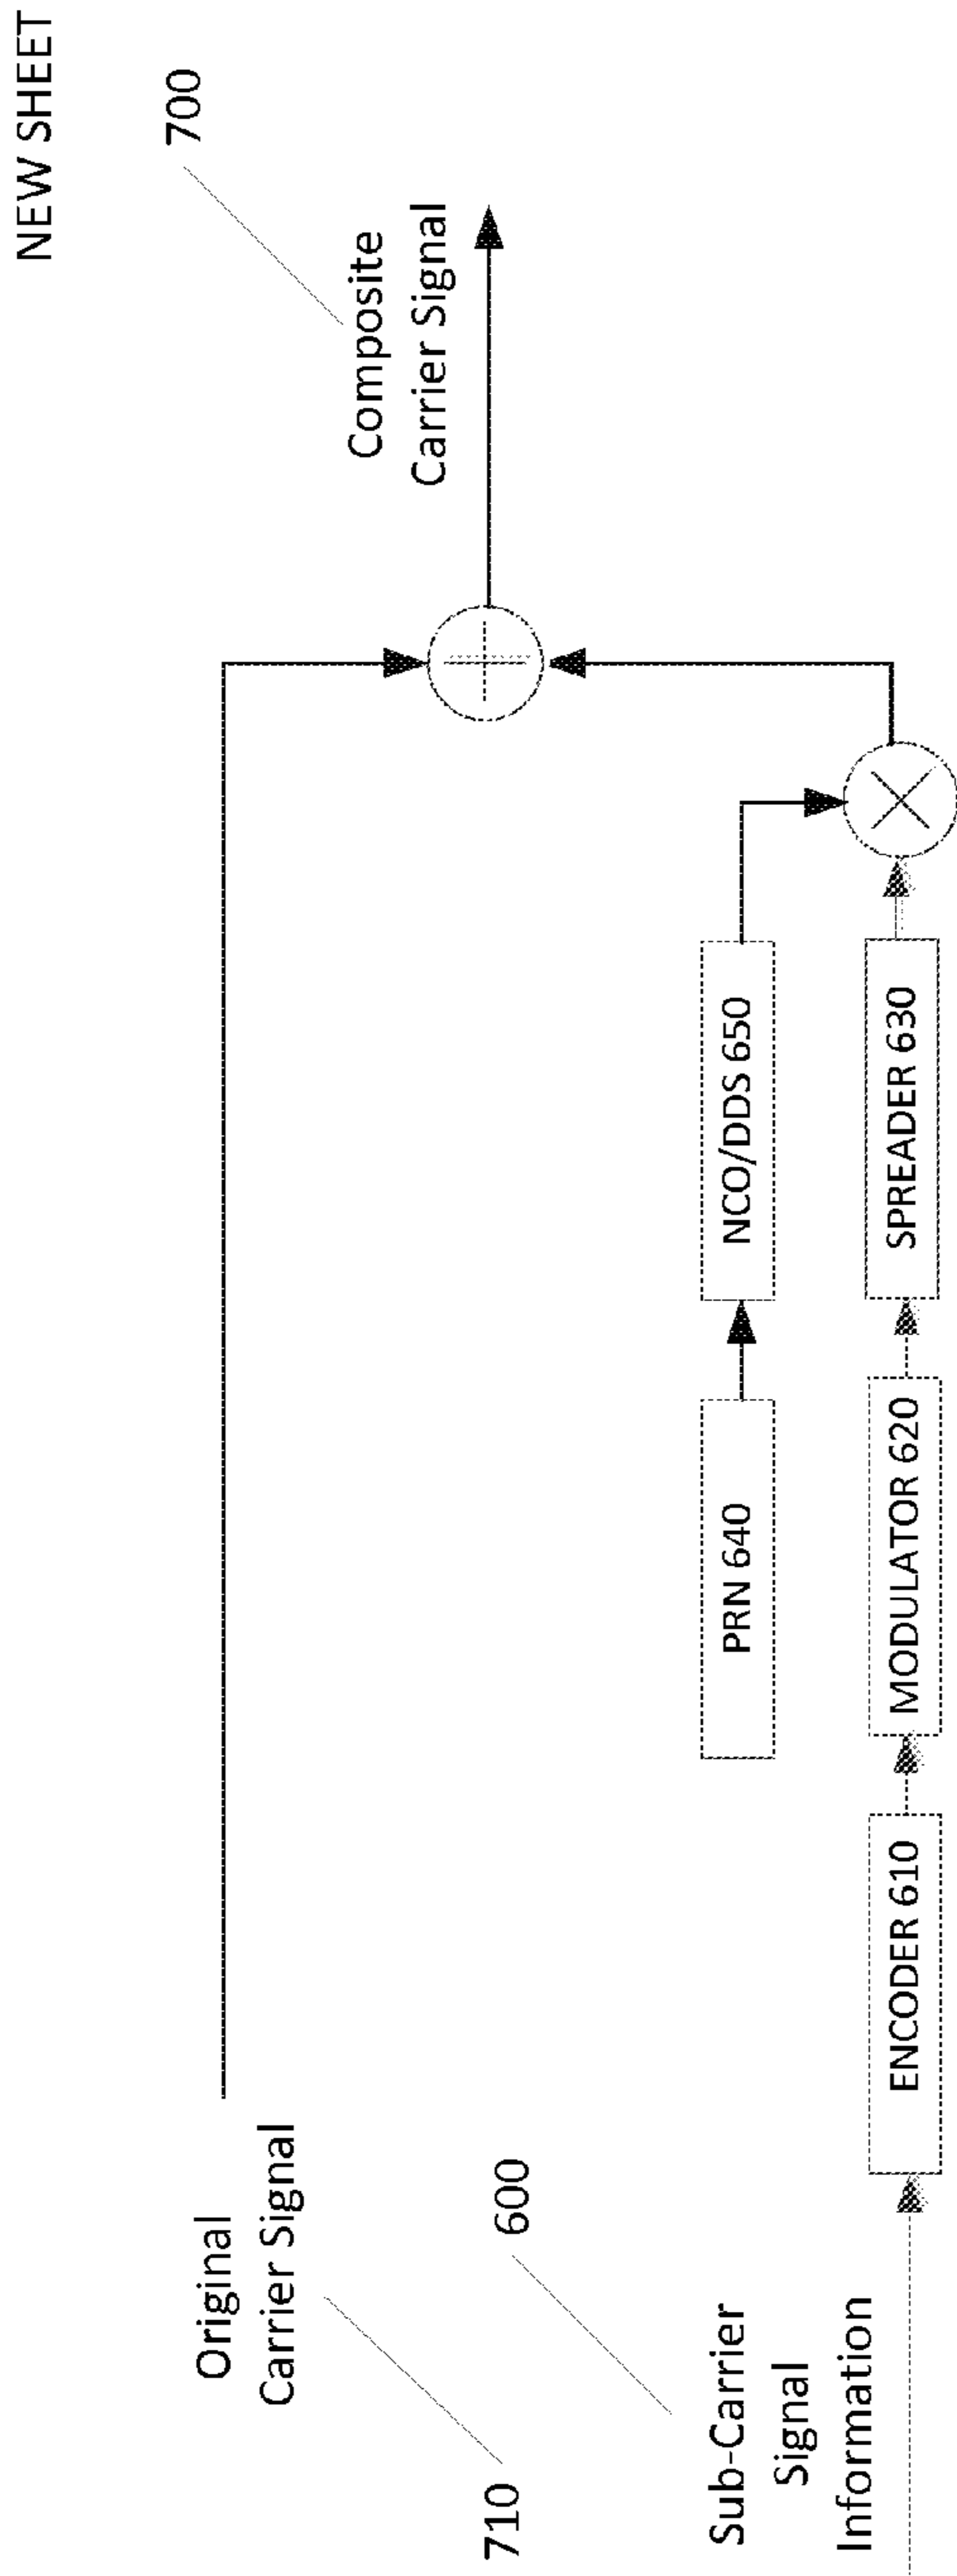 NEW SHEET
700
Composite
Carrier Signal
Original
Carrier Signal
710
600
NCO/DDS 650
PRN 640
Sub-Carrier
Signal
Information
ENCODER 610
MODULATOR 620
SPREADER 630